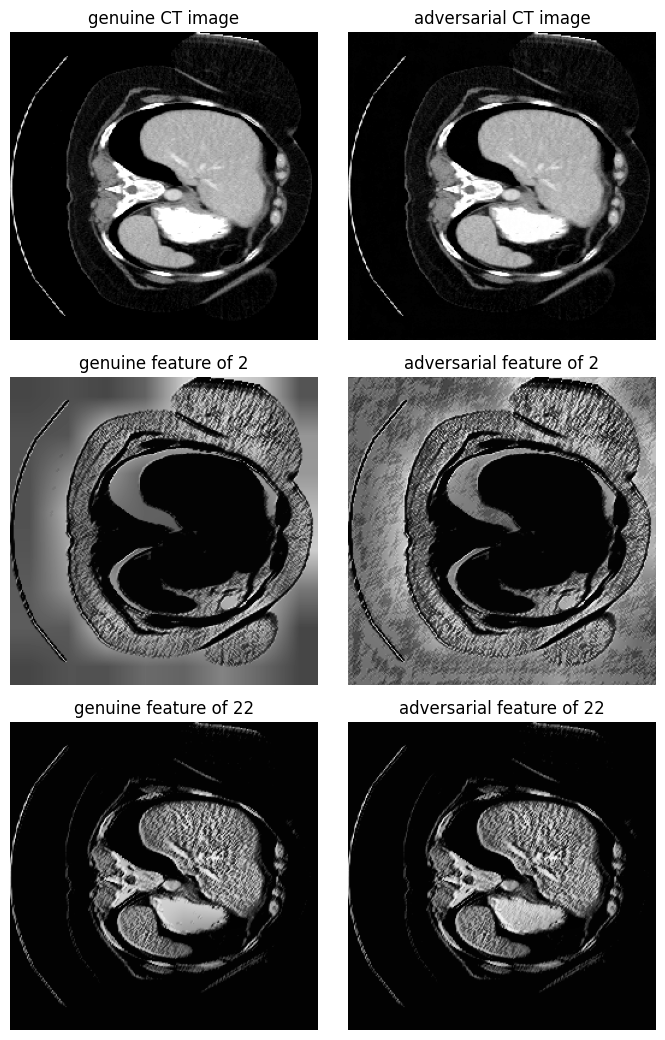 genuine CT image
adversarial CT image
genuine feature of 2
adversarial feature of 2
genuine feature of 22
adversarial feature of 22